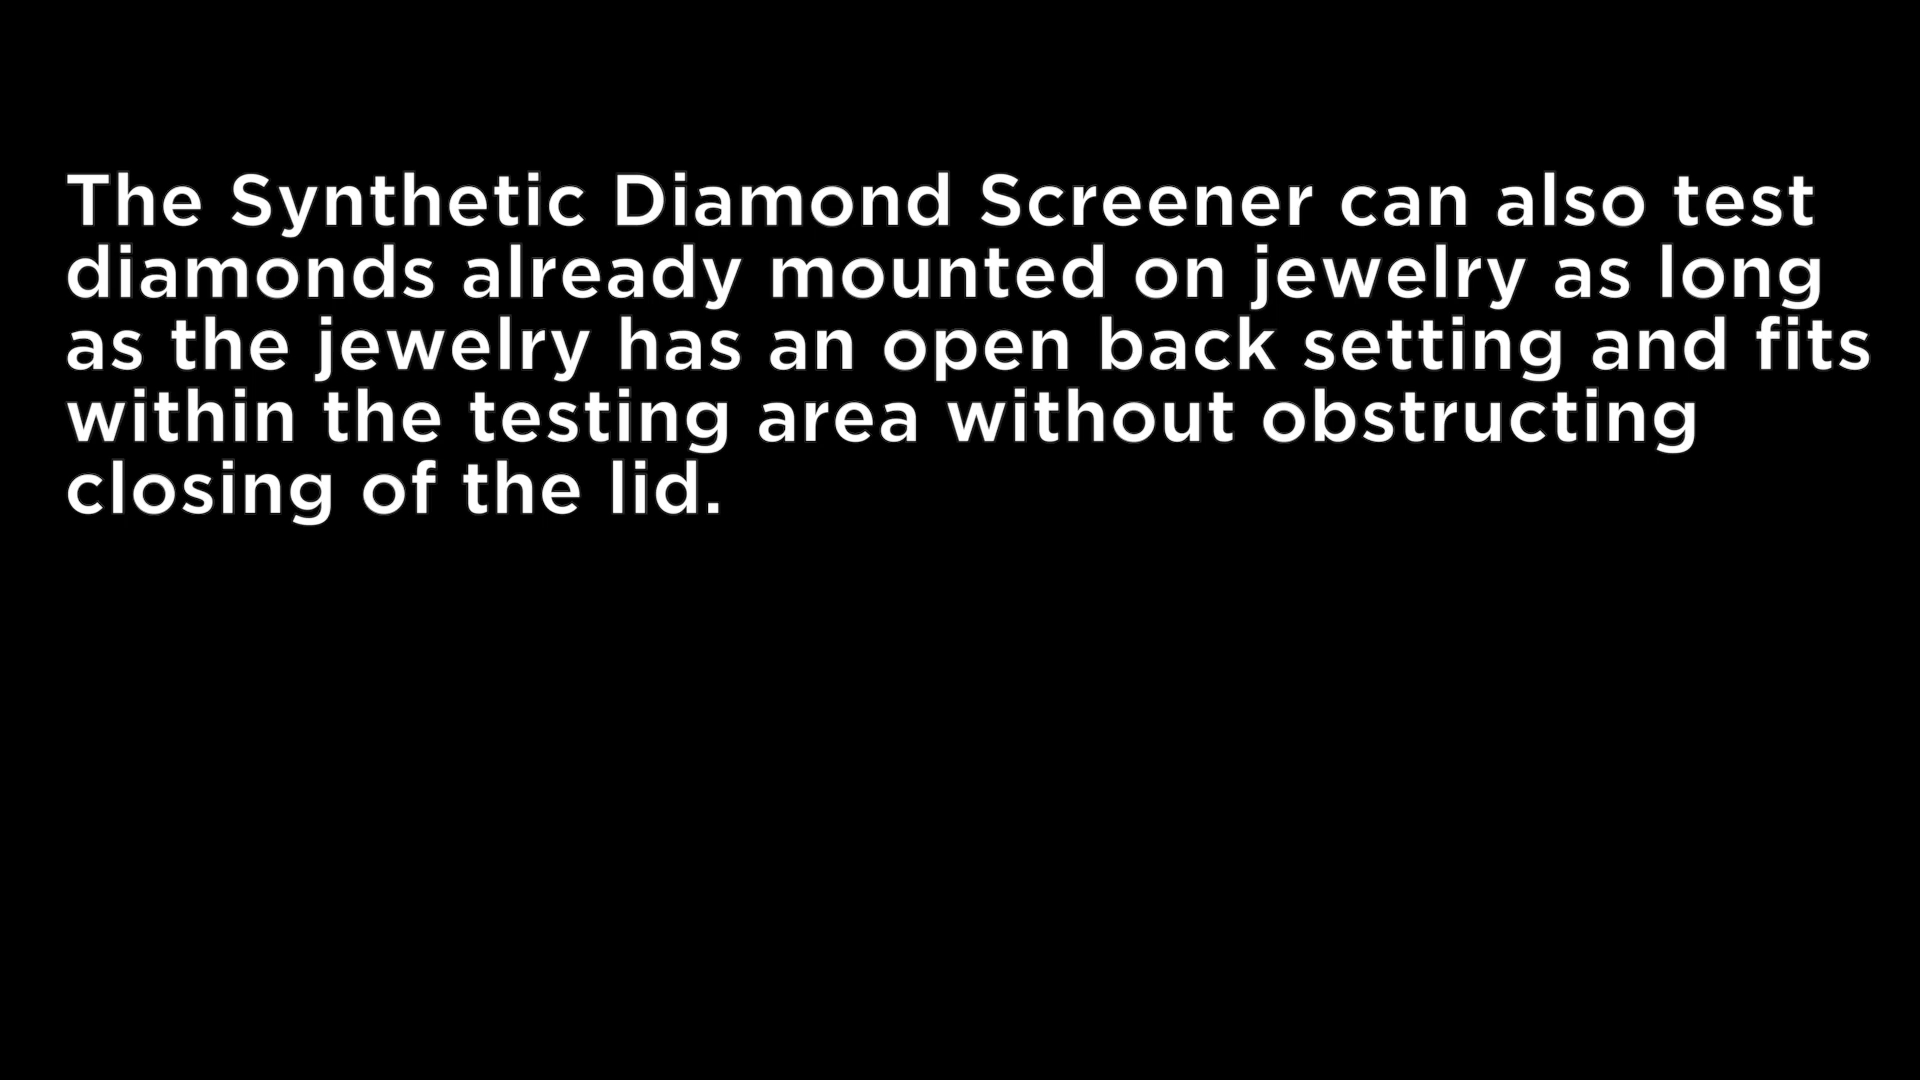 The Synthetic Diamond Screener can also test
diamonds already mounted on jewelry as long
as the jewelry has an open back setting and fits
within the testing area without obstructing
closing of the lid.